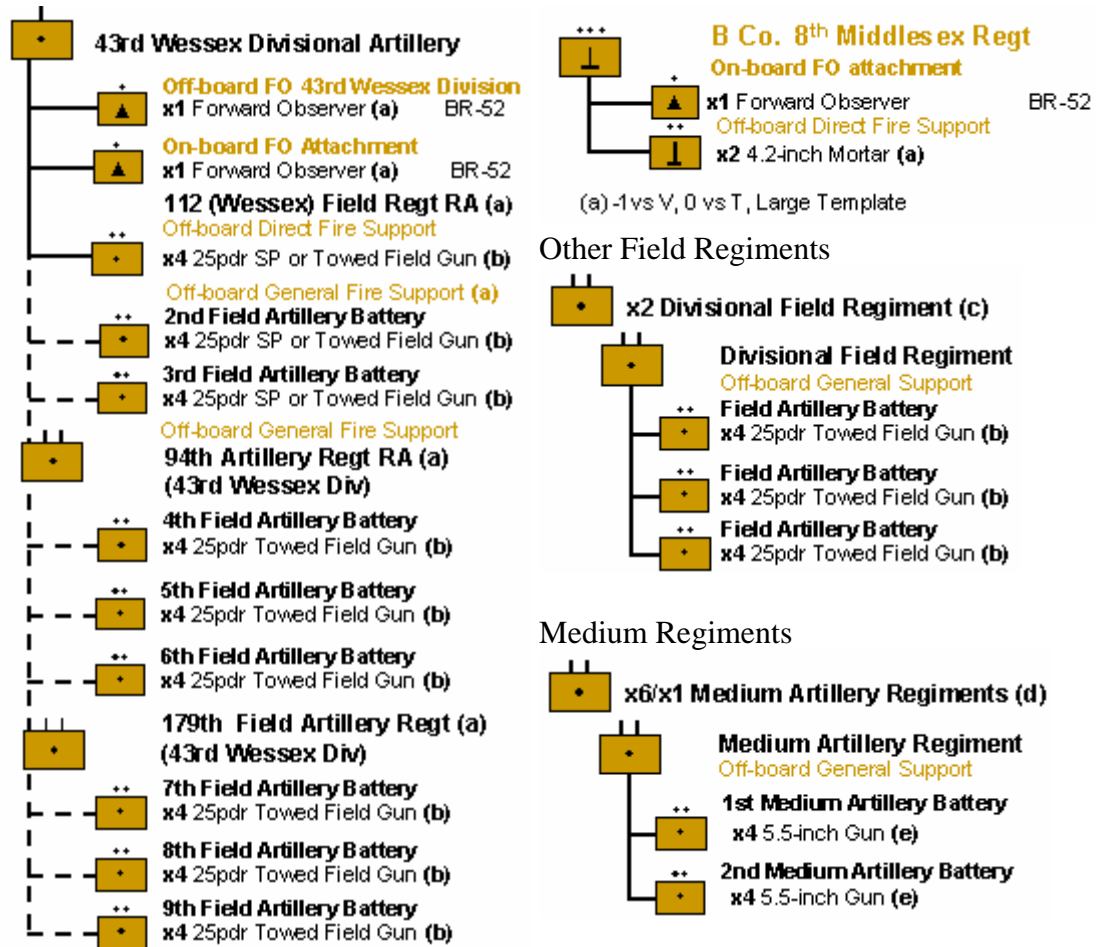 43rd Wessex Divisional Artillery
Off-board FO 43rd Wessex Division
x1 Forward Observer (a) BR-52
On-board FO Attachment
x1 Forward Observer (a) BR-52
112 (Wessex) Field Regt RA (a)
Off-board Direct Fire Support
x4 25pdr SP or Towed Field Gun (b)
Off-board General Fire Support (a)
2nd Field Artillery Battery
x4 25pdr SP or Towed Field Gun (b)
3rd Field Artillery Battery
x4 25pdr SP or Towed Field Gun (b)
Off-board General Fire Support
94th Artillery Regt RA (a)
(43rd Wessex Div)
4th Field Artillery Battery
x4 25pdr Towed Field Gun (b)
5th Field Artillery Battery
x4 25pdr Towed Field Gun (b)
6th Field Artillery Battery
x4 25pdr Towed Field Gun (b)
179th Field Artillery Regt (a)
(43rd Wessex Div)
7th Field Artillery Battery
x4 25pdr Towed Field Gun (b)
8th Field Artillery Battery
x4 25pdr Towed Field Gun (b)
9th Field Artillery Battery
x4 25pdr Towed Field Gun (b)
B Co. 8th Middlesex Regt
On-board FO attachment
x1 Forward Observer BR-52
Off-board Direct Fire Support
x2 4.2-inch Mortar (a)
(a) -1 vs V, 0 vs T, Large Template
Other Field Regiments
x2 Divisional Field Regiment (c)
Divisional Field Regiment
Off-board General Support
Field Artillery Battery
x4 25pdr Towed Field Gun (b)
Field Artillery Battery
x4 25pdr Towed Field Gun (b)
Field Artillery Battery
x4 25pdr Towed Field Gun (b)
Medium Regiments
x6/x1 Medium Artillery Regiments (d)
Medium Artillery Regiment
Off-board General Support
1st Medium Artillery Battery
x4 5.5-inch Gun (e)
2nd Medium Artillery Battery
x4 5.5-inch Gun (e)